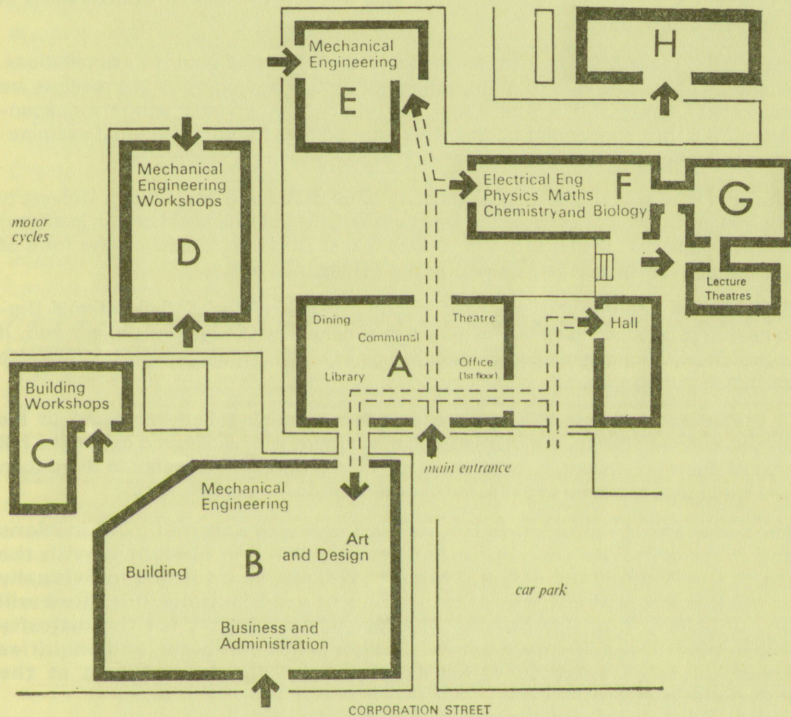 Mechanical
Engineering
E
H
Mechanical
Engineering
Workshops
D
motor
cycles
Electrical Eng
Physics Maths
Chemistry and Biology
F
G
Lecture
Theatres
Dining
Theatre
Communal
A
Library
Office
(1st floor)
Hall
Building
Workshops
C
main entrance
Mechanical
Engineering
Art
and Design
Building
B
Business and
Administration
car park
CORPORATION STREET